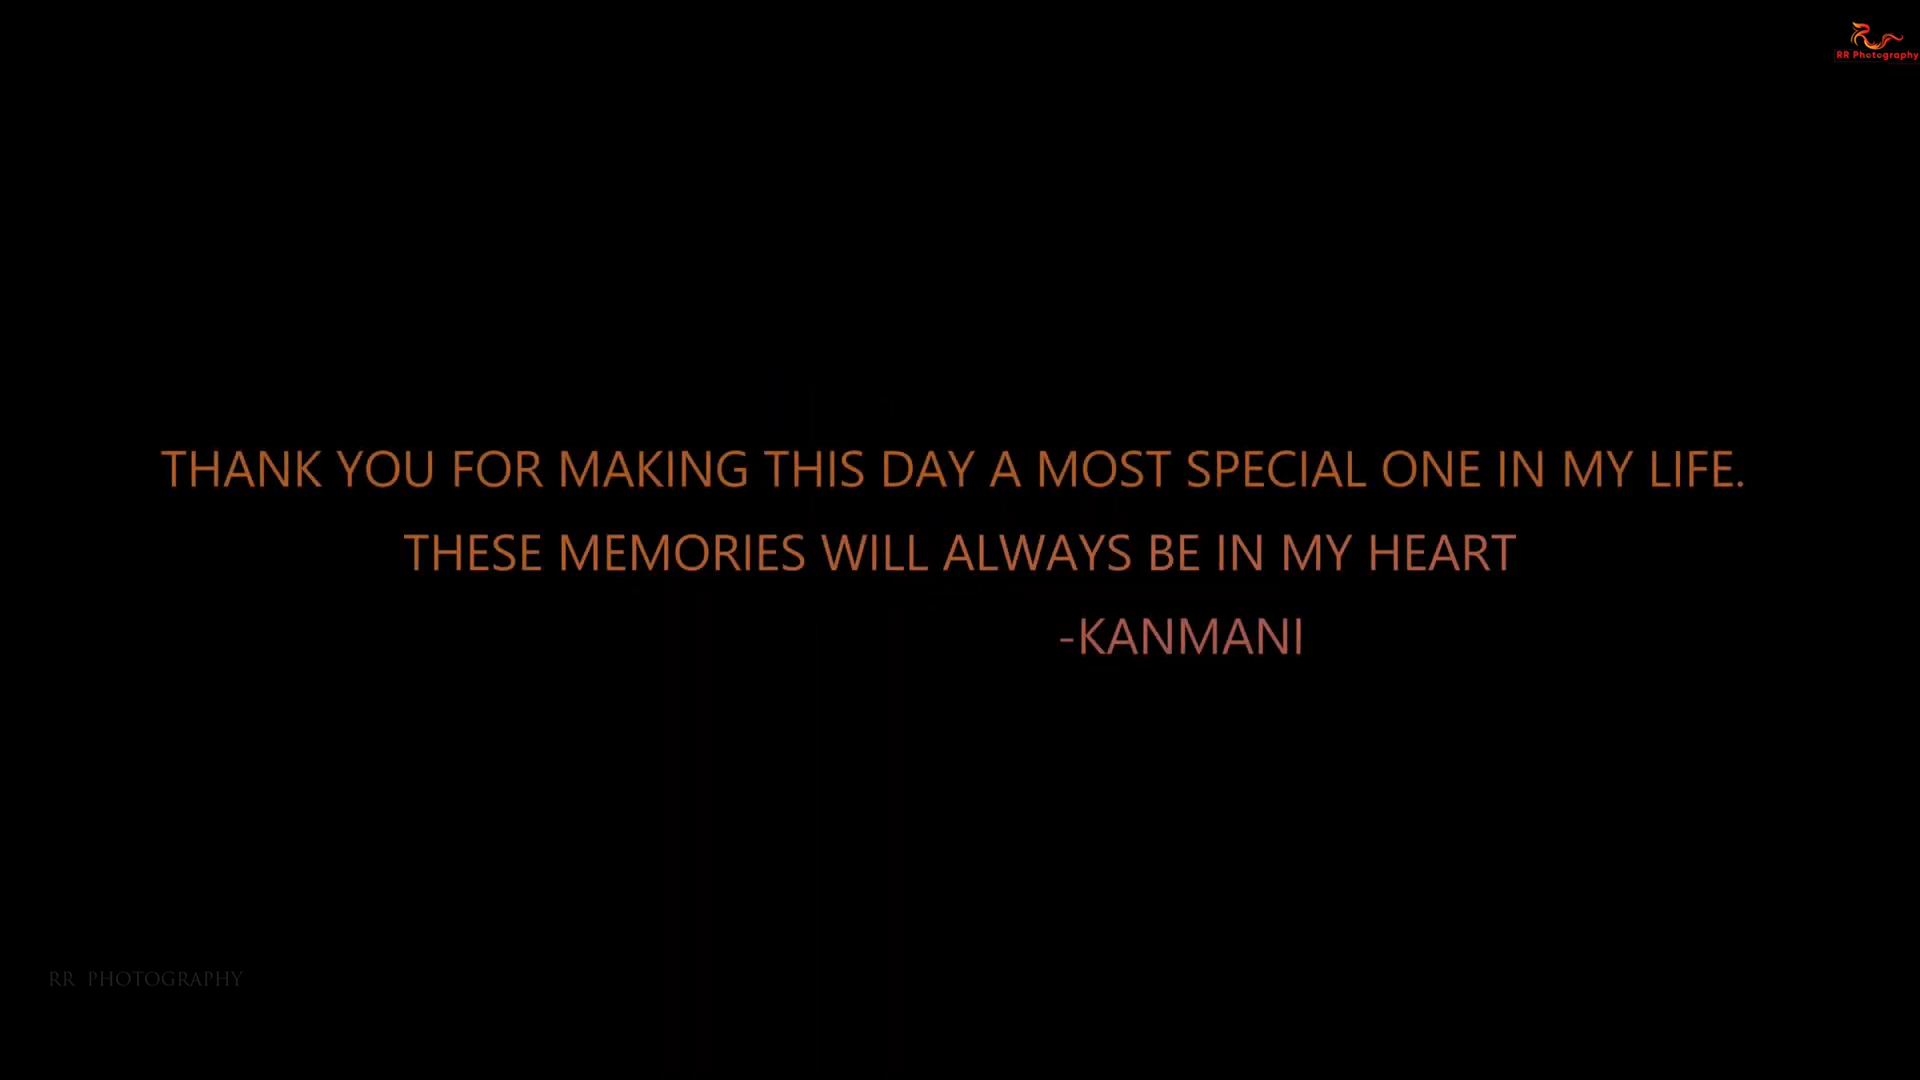 RR Photography
THANK YOU FOR MAKING THIS DAY A MOST SPECIAL ONE IN MY LIFE.
THESE MEMORIES WILL ALWAYS BE IN MY HEART
-KANMANI
RR PHOTOGRAPHY